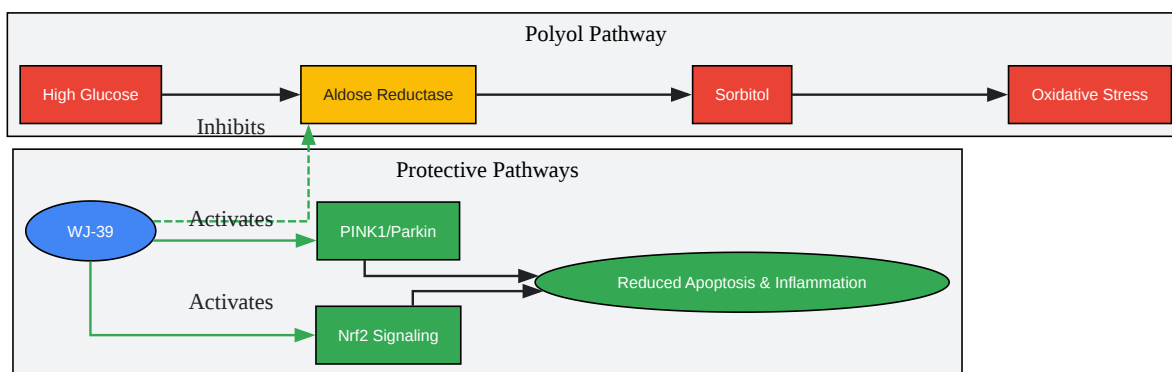 Polyol Pathway
High Glucose
Aldose Reductase
Sorbitol
Oxidative Stress
Inhibits
Protective Pathways
WJ-39
Activates
PINK1/Parkin
Reduced Apoptosis & Inflammation
Activates
Nrf2 Signaling